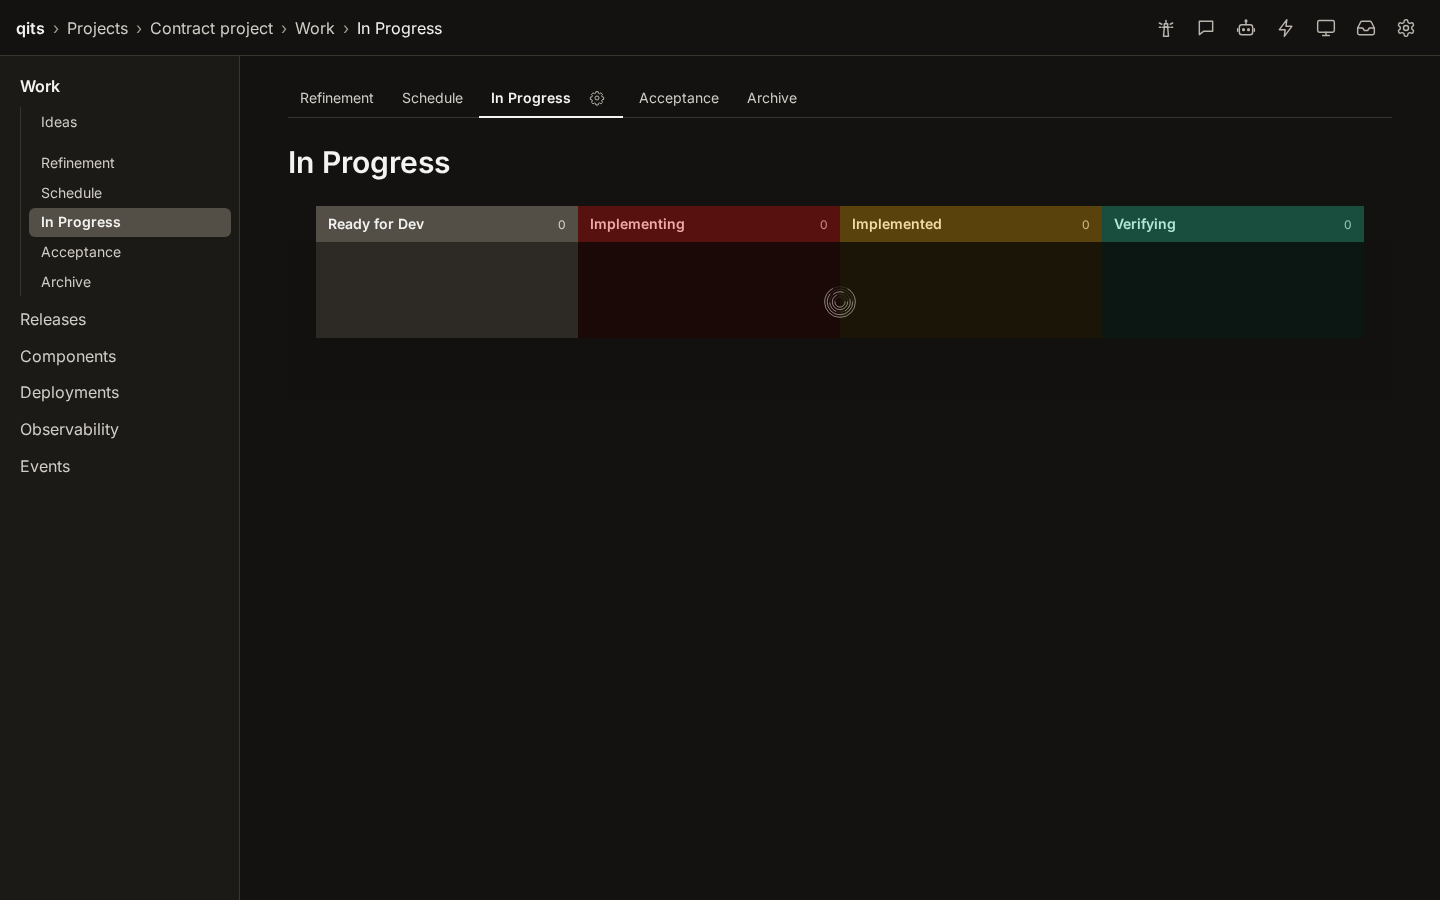 qits › Projects › Contract project › Work › In Progress
Work
Ideas
Refinement
Schedule
In Progress
Acceptance
Archive
Releases
Components
Deployments
Observability
Events
Refinement Schedule In Progress Acceptance Archive
In Progress
Ready for Dev 0 Implementing 0 Implemented 0 Verifying 0